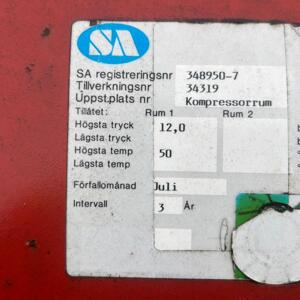 SA
SA registreringsnr 348950-7
Tillverkningsnr 34319
Uppst.plats nr Kompressorrum
Tillåtet: Rum 1 Rum 2
Högsta tryck 12,0
Lägsta tryck
Högsta temp 50
Lägsta temp
Förfallomånad Juli
Intervall 3 År